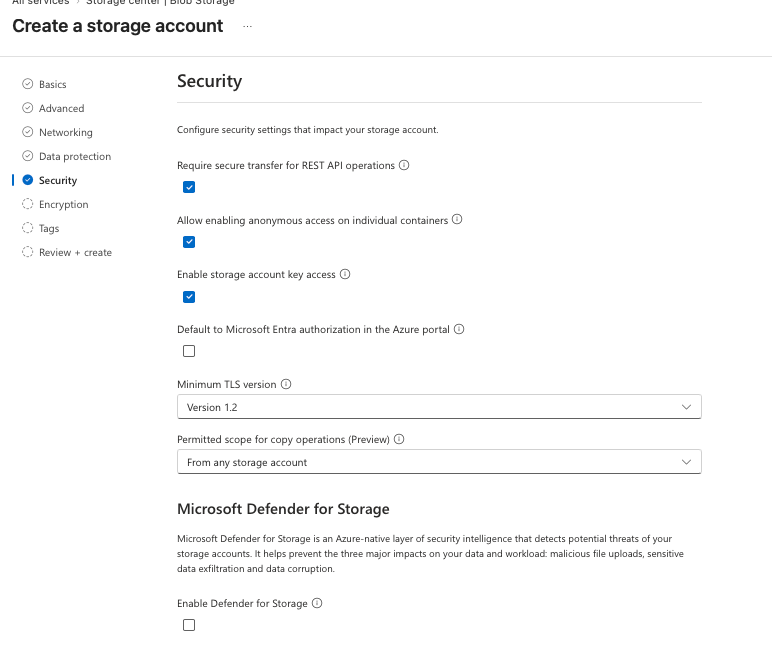 All services / Storage center | Blob Storage
Create a storage account ...
Basics
Advanced
Networking
Data protection
Security
Encryption
Tags
Review + create
Security
Configure security settings that impact your storage account.
Require secure transfer for REST API operations
Allow enabling anonymous access on individual containers
Enable storage account key access
Default to Microsoft Entra authorization in the Azure portal
Minimum TLS version
Version 1.2
Permitted scope for copy operations (Preview)
From any storage account
Microsoft Defender for Storage
Microsoft Defender for Storage is an Azure-native layer of security intelligence that detects potential threats of your
storage accounts. It helps prevent the three major impacts on your data and workload: malicious file uploads, sensitive
data exfiltration and data corruption.
Enable Defender for Storage